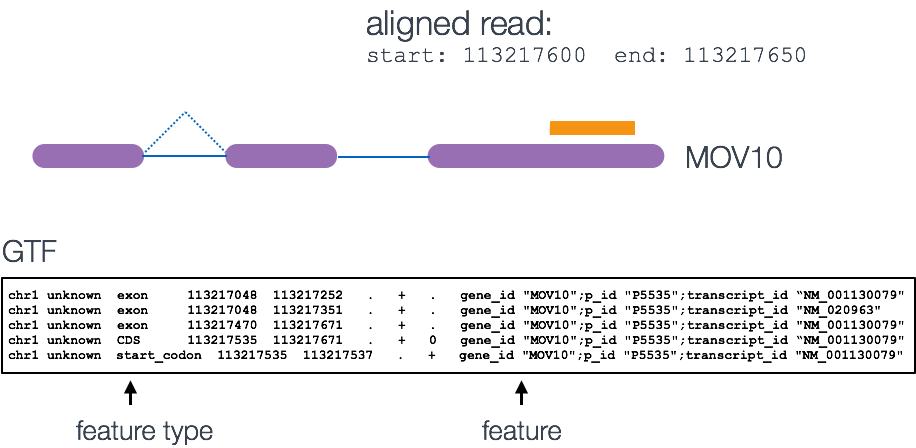 aligned read:
start: 113217600 end: 113217650
MOV10
GTF
chr1 unknown exon 113217048 113217252 . + . gene_id "MOV10";p_id "P5535";transcript_id “NM_001130079"
chr1 unknown exon 113217048 113217351 . + . gene_id "MOV10";p_id "P5535";transcript_id "NM_020963"
chr1 unknown exon 113217470 113217671 . + . gene_id "MOV10";p_id "P5535";transcript_id "NM_001130079"
chr1 unknown CDS 113217535 113217671 . + 0 gene_id "MOV10";p_id "P5535";transcript_id “NM_001130079"
chr1 unknown start_codon 113217535 113217537 . + gene_id "MOV10";p_id "P5535";transcript_id "NM_001130079"
feature type feature